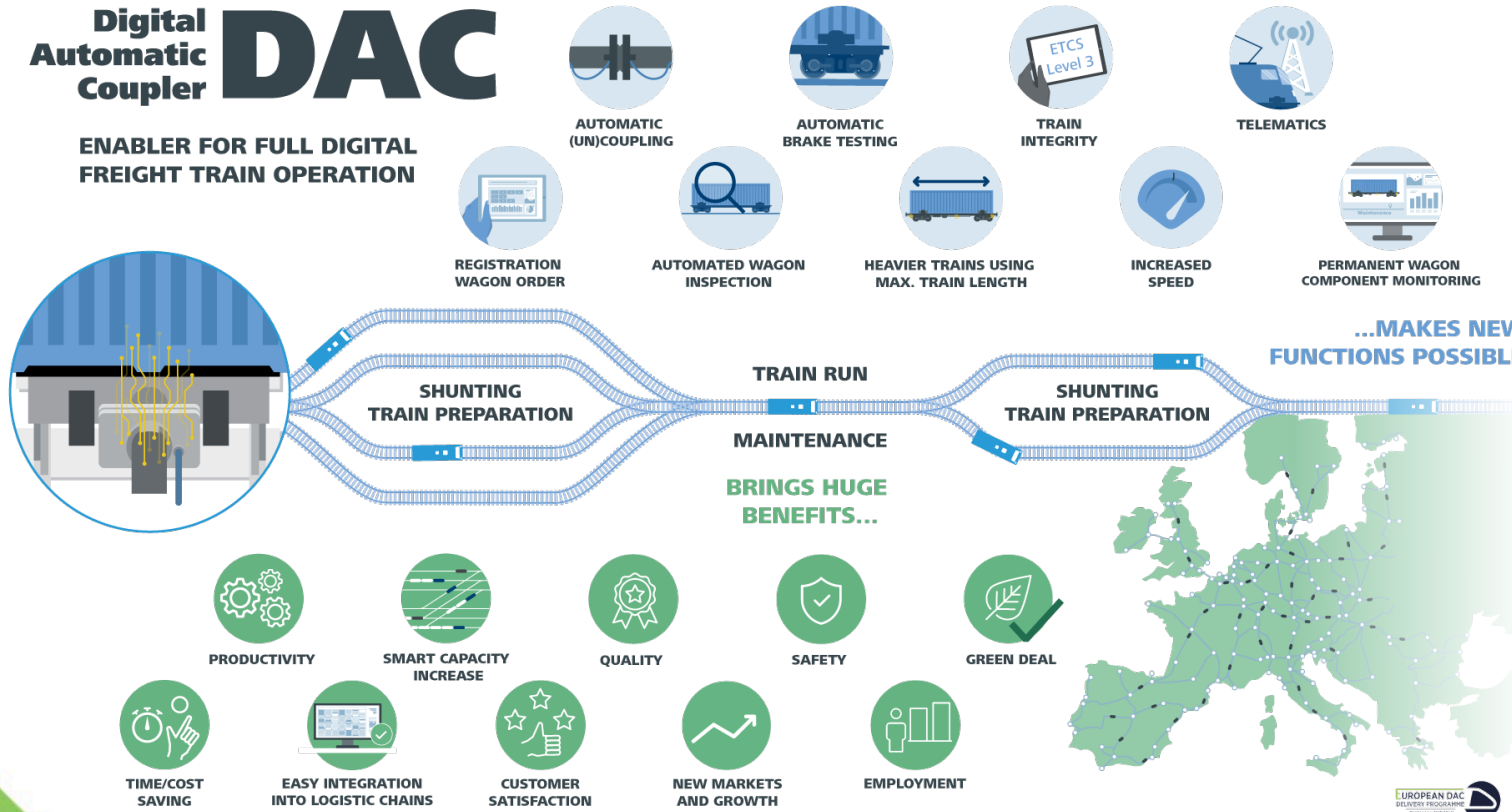 Digital
Automatic
Coupler
DAC
ENABLER FOR FULL DIGITAL
FREIGHT TRAIN OPERATION
AUTOMATIC
(UN)COUPLING
AUTOMATIC
BRAKE TESTING
ETCS
Level 3
TRAIN
INTEGRITY
TELEMATICS
REGISTRATION
WAGON ORDER
AUTOMATED WAGON
INSPECTION
HEAVIER TRAINS USING
MAX. TRAIN LENGTH
INCREASED
SPEED
PERMANENT WAGON
COMPONENT MONITORING
...MAKES NEW
FUNCTIONS POSSIBL
SHUNTING
TRAIN PREPARATION
TRAIN RUN
MAINTENANCE
SHUNTING
TRAIN PREPARATION
BRINGS HUGE
BENEFITS...
PRODUCTIVITY
SMART CAPACITY
INCREASE
QUALITY
SAFETY
GREEN DEAL
TIME/COST
SAVING
EASY INTEGRATION
INTO LOGISTIC CHAINS
CUSTOMER
SATISFACTION
NEW MARKETS
AND GROWTH
EMPLOYMENT
EUROPEAN DAC
DELIVERY PROGRAMME